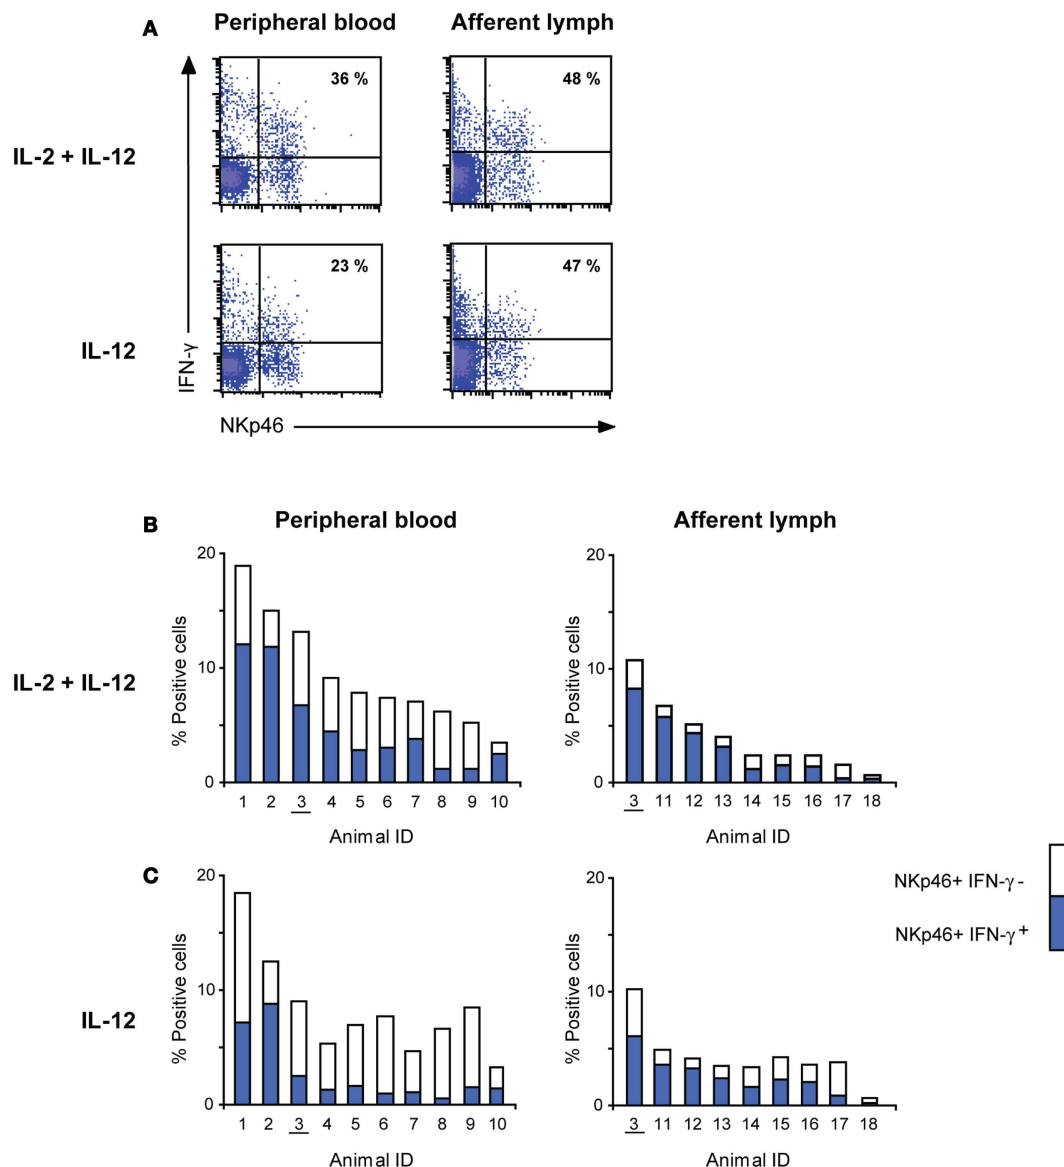 A
Peripheral blood Afferent lymph
IL-2 + IL-12
36 %
48 %
IL-12
23 %
47 %
IFN-γ
NKp46
B
Peripheral blood Afferent lymph
IL-2 + IL-12
% Positive cells
20
10
0
1 2 3 4 5 6 7 8 9 10
Animal ID
% Positive cells
20
10
0
3 11 12 13 14 15 16 17 18
Animal ID
C
IL-12
% Positive cells
20
10
0
1 2 3 4 5 6 7 8 9 10
Animal ID
% Positive cells
20
10
0
3 11 12 13 14 15 16 17 18
Animal ID
NKp46+ IFN-γ-
NKp46+ IFN-γ+